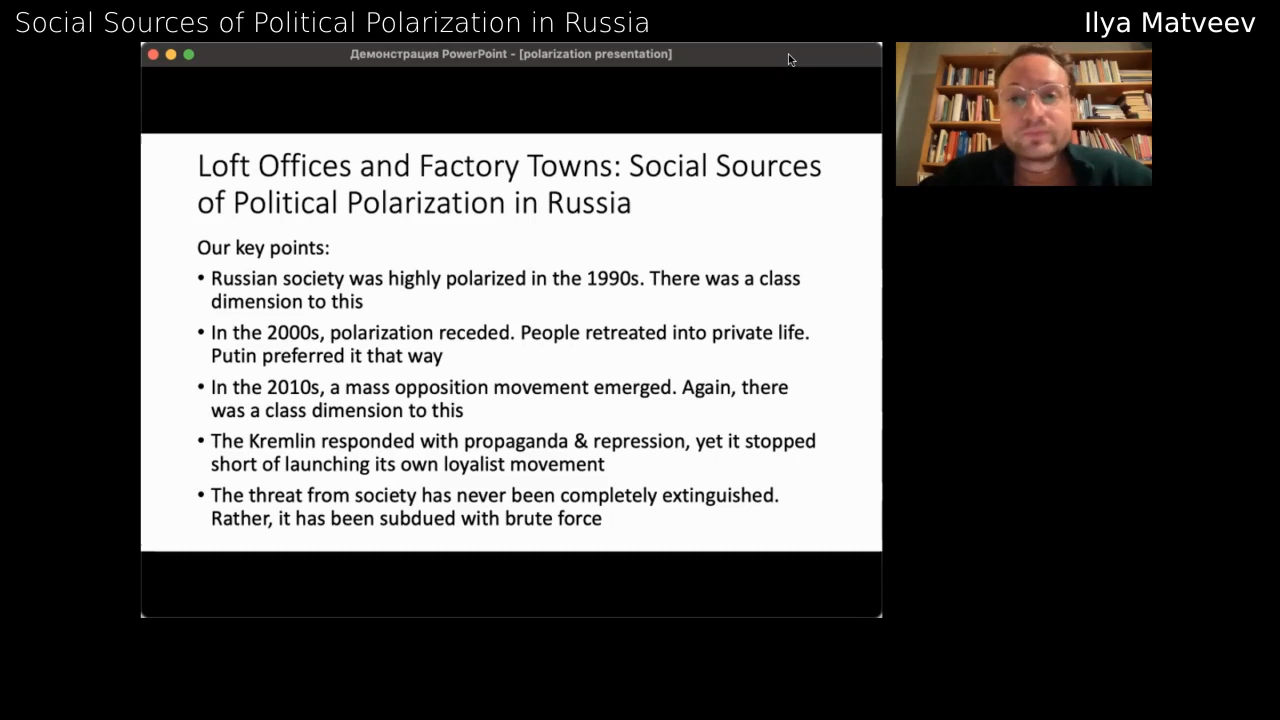 Social Sources of Political Polarization in Russia
Ilya Matveev
Демонстрация PowerPoint - [polarization presentation]
Loft Offices and Factory Towns: Social Sources
of Political Polarization in Russia
Our key points:
• Russian society was highly polarized in the 1990s. There was a class
dimension to this
• In the 2000s, polarization receded. People retreated into private life.
Putin preferred it that way
• In the 2010s, a mass opposition movement emerged. Again, there
was a class dimension to this
• The Kremlin responded with propaganda & repression, yet it stopped
short of launching its own loyalist movement
• The threat from society has never been completely extinguished.
Rather, it has been subdued with brute force